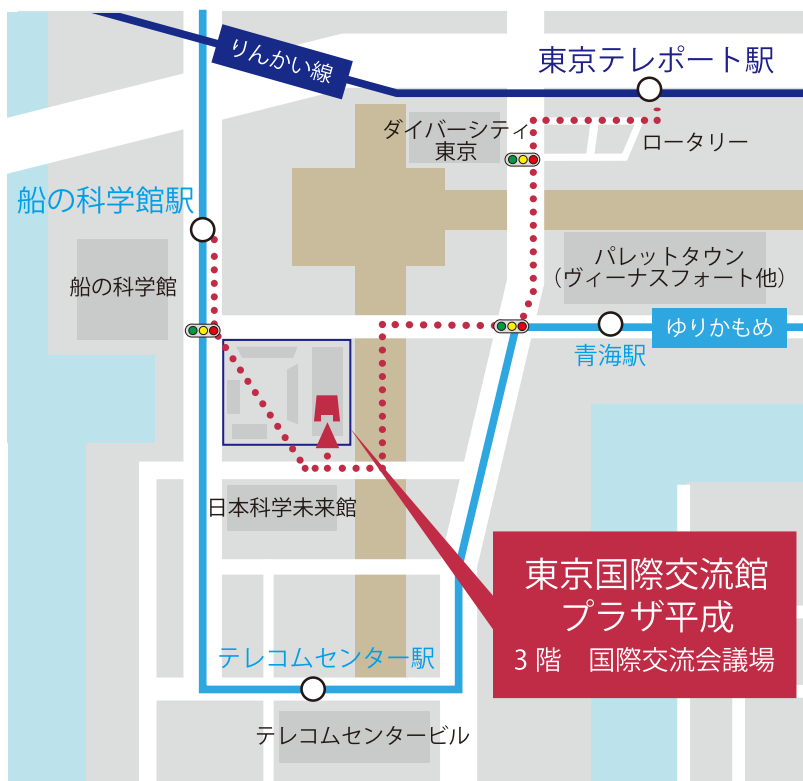 りんかい線
東京テレポート駅
ダイバーシティ
東京
ロータリー
船の科学館駅
船の科学館
パレットタウン
（ヴィーナスフォート他）
ゆりかもめ
青海駅
日本科学未来館
東京国際交流館
プラザ平成
3階　国際交流会議場
テレコムセンター駅
テレコムセンタービル